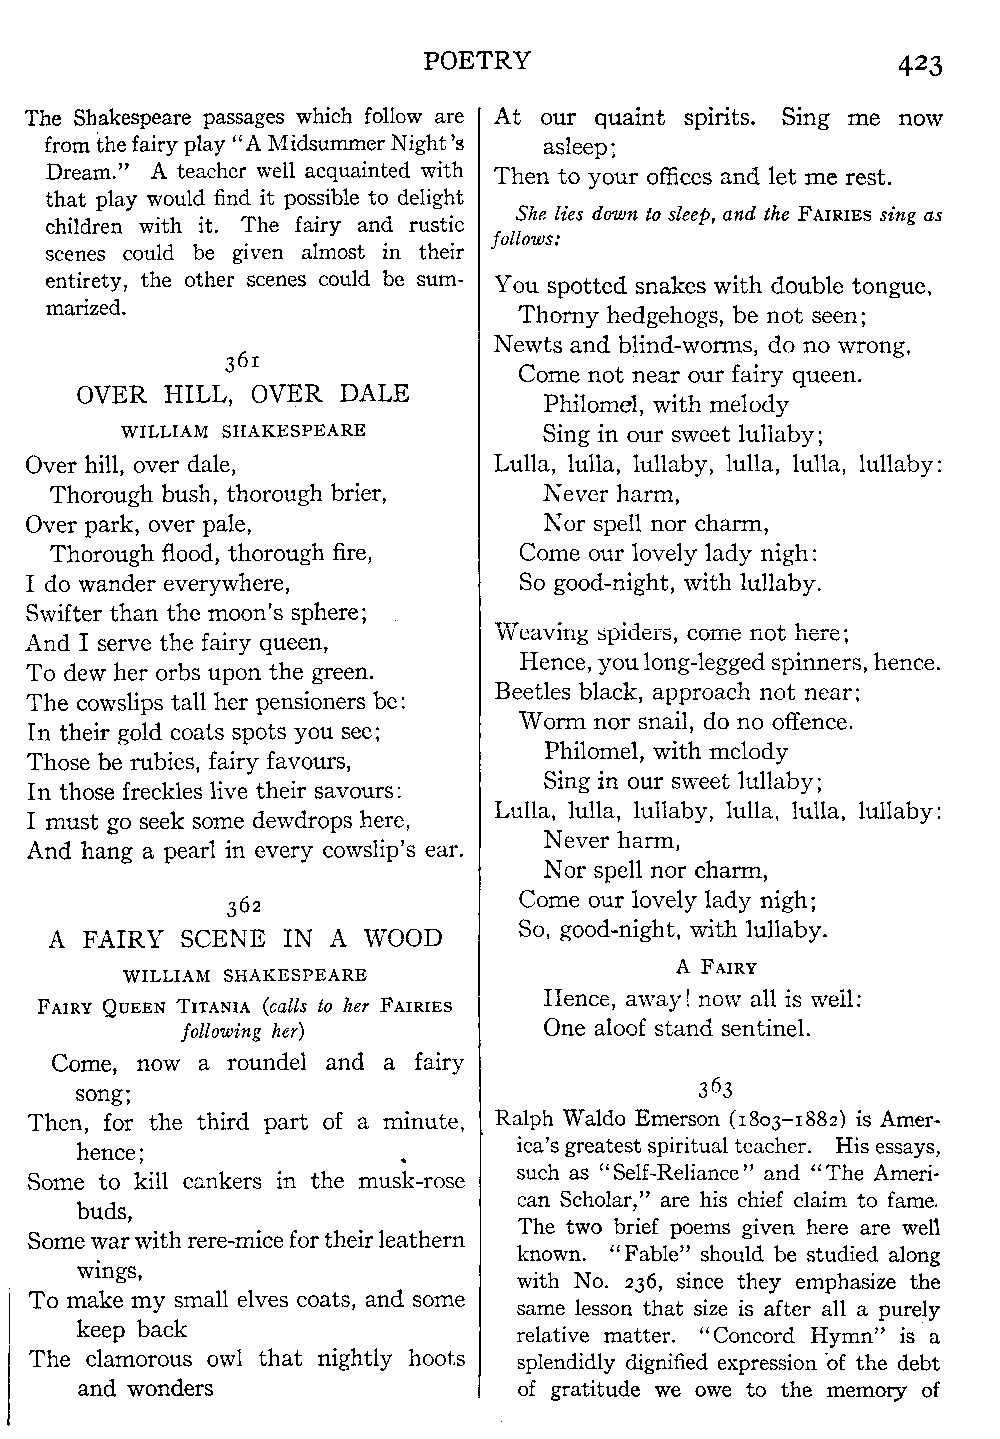 POETRY 423
The Shakespeare passages which follow are
from the fairy play "A Midsummer Night's
Dream." A teacher well acquainted with
that play would find it possible to delight
children with it. The fairy and rustic
scenes could be given almost in their
entirety, the other scenes could be sum-
marized.
361
OVER HILL, OVER DALE
WILLIAM SHAKESPEARE
Over hill, over dale,
Thorough bush, thorough brier,
Over park, over pale,
Thorough flood, thorough fire,
I do wander everywhere,
Swifter than the moon's sphere;
And I serve the fairy queen,
To dew her orbs upon the green.
The cowslips tall her pensioners be:
In their gold coats spots you see;
Those be rubies, fairy favours,
In those freckles live their savours:
I must go seek some dewdrops here,
And hang a pearl in every cowslip's ear.
362
A FAIRY SCENE IN A WOOD
WILLIAM SHAKESPEARE
FAIRY QUEEN TITANIA (calls to her FAIRIES
following her)
Come, now a roundel and a fairy
song;
Then, for the third part of a minute,
hence;
Some to kill cankers in the musk-rose
buds,
Some war with rere-mice for their leathern
wings,
To make my small elves coats, and some
keep back
The clamorous owl that nightly hoots
and wonders
At our quaint spirits. Sing me now
asleep;
Then to your offices and let me rest.
She lies down to sleep, and the FAIRIES sing as
follows:
You spotted snakes with double tongue,
Thorny hedgehogs, be not seen;
Newts and blind-worms, do no wrong,
Come not near our fairy queen.
Philomel, with melody
Sing in our sweet lullaby;
Lulla, lulla, lullaby, lulla, lulla, lullaby:
Never harm,
Nor spell nor charm,
Come our lovely lady nigh:
So good-night, with lullaby.
Weaving spiders, come not here;
Hence, you long-legged spinners, hence.
Beetles black, approach not near;
Worm nor snail, do no offence.
Philomel, with melody
Sing in our sweet lullaby;
Lulla, lulla, lullaby, lulla, lulla, lullaby:
Never harm,
Nor spell nor charm,
Come our lovely lady nigh;
So, good-night, with lullaby.
A FAIRY
Hence, away! now all is well:
One aloof stand sentinel.
363
Ralph Waldo Emerson (1803–1882) is Amer-
ica's greatest spiritual teacher. His essays,
such as "Self-Reliance" and "The Ameri-
can Scholar," are his chief claim to fame.
The two brief poems given here are well
known. "Fable" should be studied along
with No. 236, since they emphasize the
same lesson that size is after all a purely
relative matter. "Concord Hymn" is a
splendidly dignified expression of the debt
of gratitude we owe to the memory of